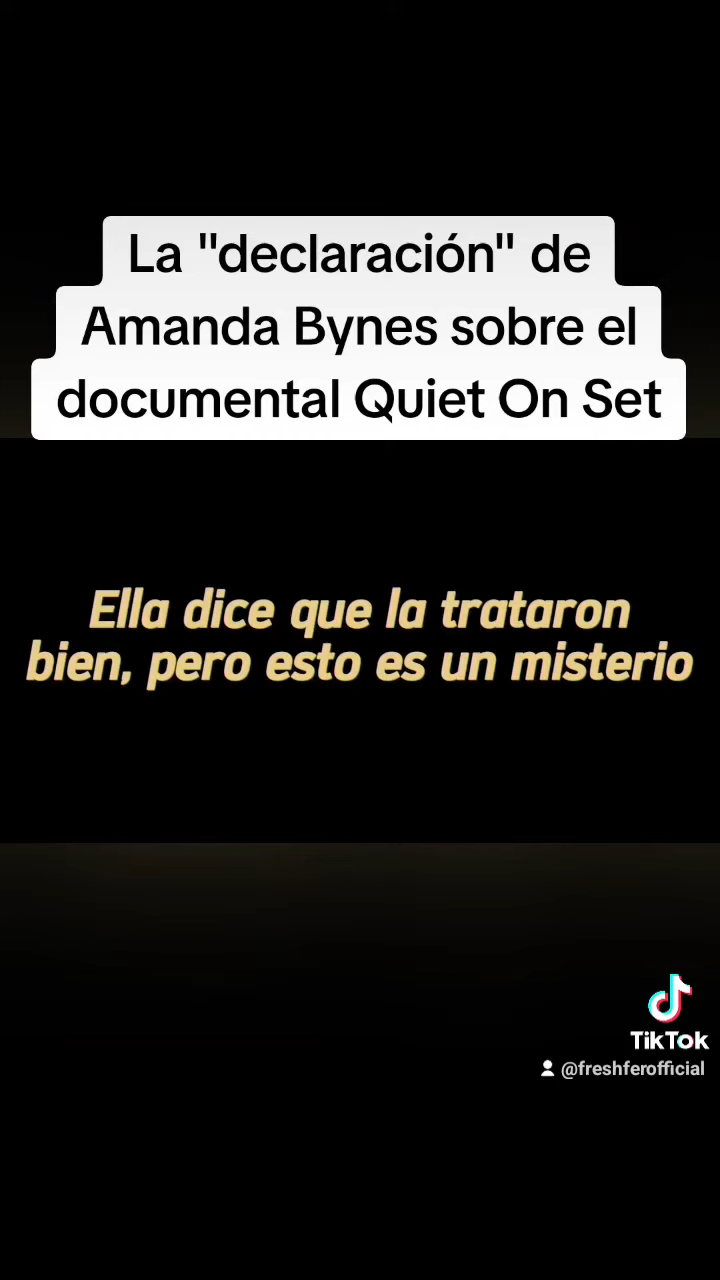 La "declaración" de
Amanda Bynes sobre el
documental Quiet On Set
Ella dice que la trataron
bien, pero esto es un misterio
TikTok
@freshferofficial